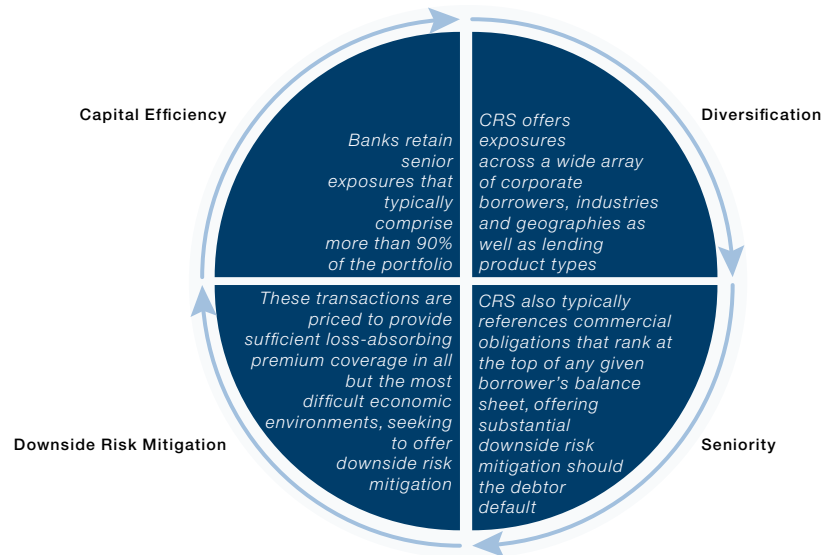 Capital Efficiency
Banks retain
senior
exposures that
typically
comprise
more than 90%
of the portfolio
Diversification
CRS offers
exposures
across a wide array
of corporate
borrowers, industries
and geographies as
well as lending
product types
Downside Risk Mitigation
These transactions are
priced to provide
sufficient loss-absorbing
premium coverage in all
but the most
difficult economic
environments, seeking
to offer
downside risk
mitigation
Seniority
CRS also typically
references commercial
obligations that rank at
the top of any given
borrower’s balance
sheet, offering
substantial
downside risk
mitigation should
the debtor
default